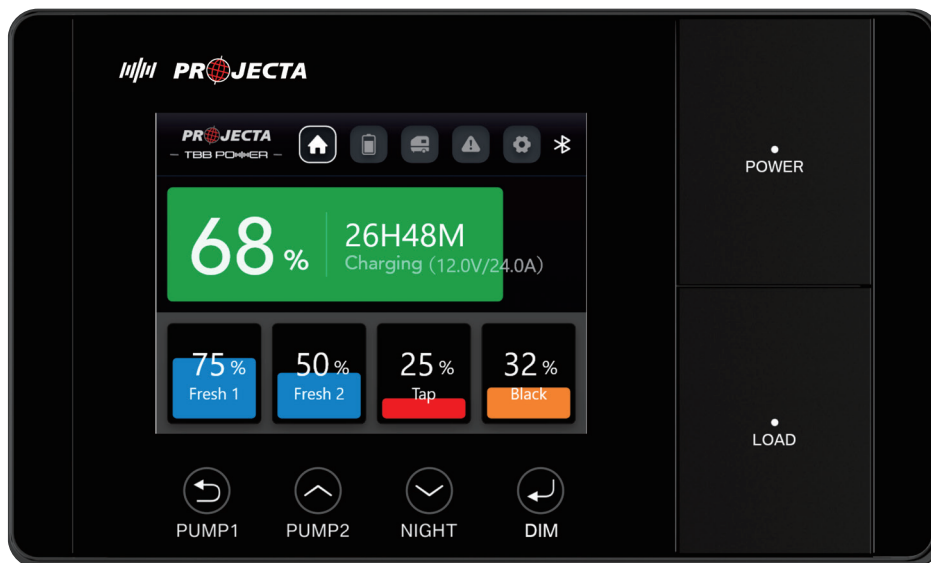 PROJECTA
PROJECTA
– TBB POWER –
68 %
26H48M
Charging (12.0V/24.0A)
75 %
Fresh 1
50 %
Fresh 2
25 %
Tap
32 %
Black
PUMP1
PUMP2
NIGHT
DIM
POWER
LOAD